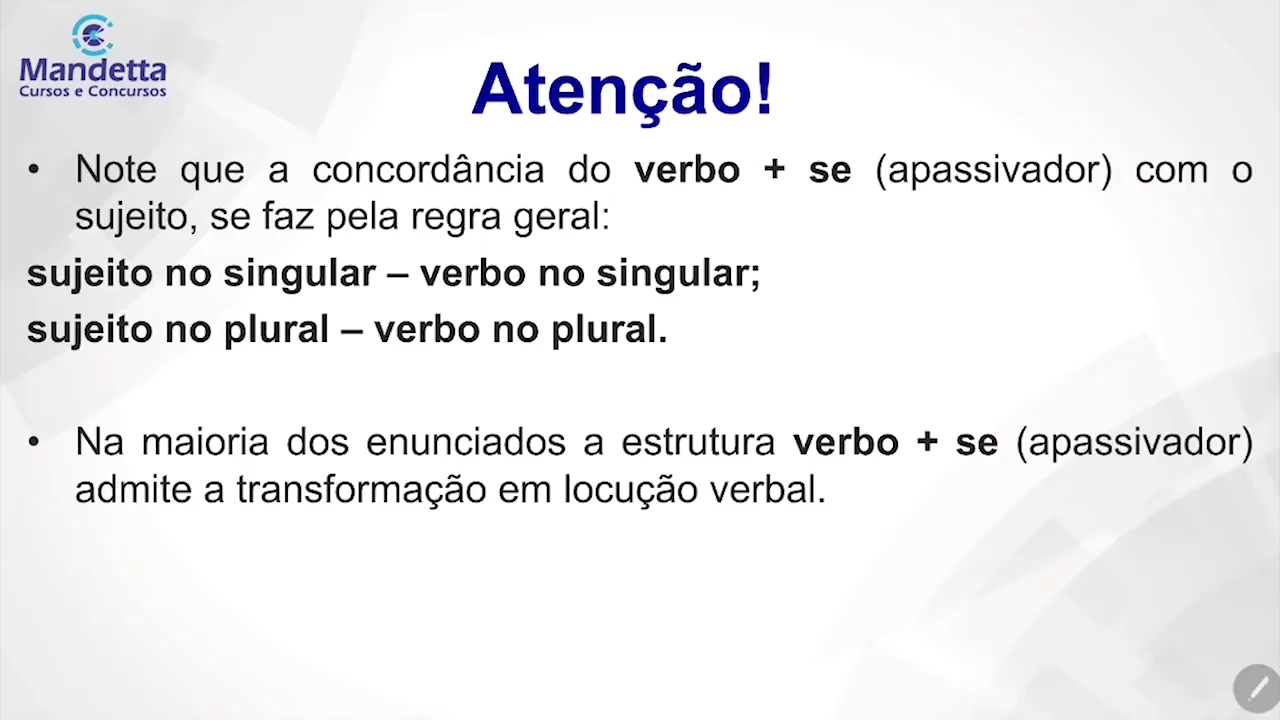 Mandetta
Cursos e Concursos
Atenção!
• Note que a concordância do verbo + se (apassivador) com o
sujeito, se faz pela regra geral:
sujeito no singular – verbo no singular;
sujeito no plural – verbo no plural.
• Na maioria dos enunciados a estrutura verbo + se (apassivador)
admite a transformação em locução verbal.